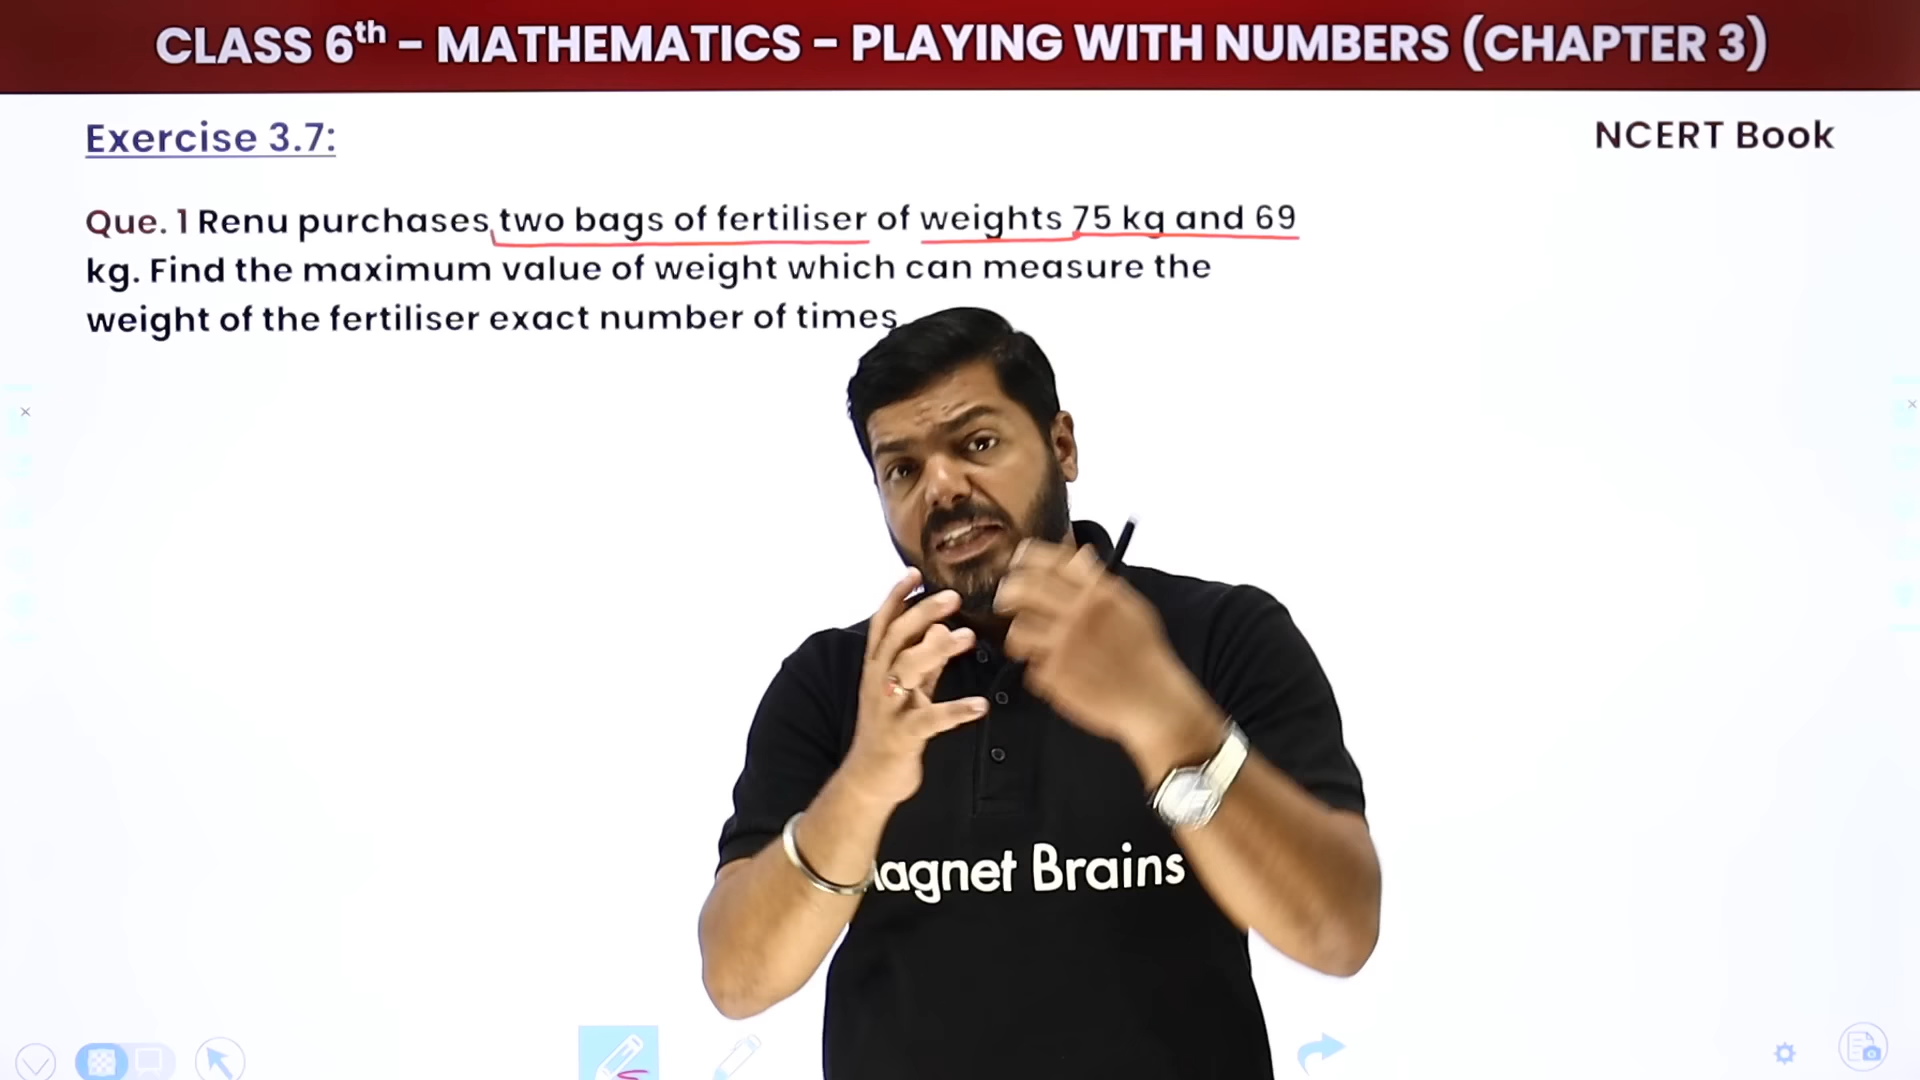 CLASS 6th - MATHEMATICS - PLAYING WITH NUMBERS (CHAPTER 3)
Exercise 3.7:
NCERT Book
Que. 1 Renu purchases two bags of fertiliser of weights 75 kg and 69
kg. Find the maximum value of weight which can measure the
weight of the fertiliser exact number of times.
agnet Brains